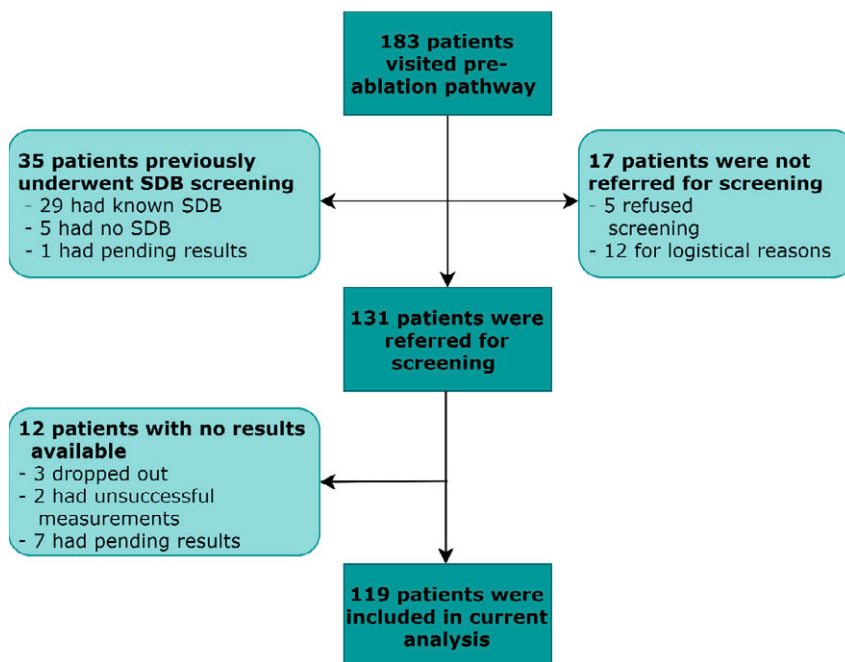 183 patients
visited pre-
ablation pathway
35 patients previously
underwent SDB screening
- 29 had known SDB
- 5 had no SDB
- 1 had pending results
17 patients were not
referred for screening
- 5 refused
screening
- 12 for logistical reasons
131 patients were
referred for
screening
12 patients with no results
available
- 3 dropped out
- 2 had unsuccessful
measurements
- 7 had pending results
119 patients were
included in current
analysis